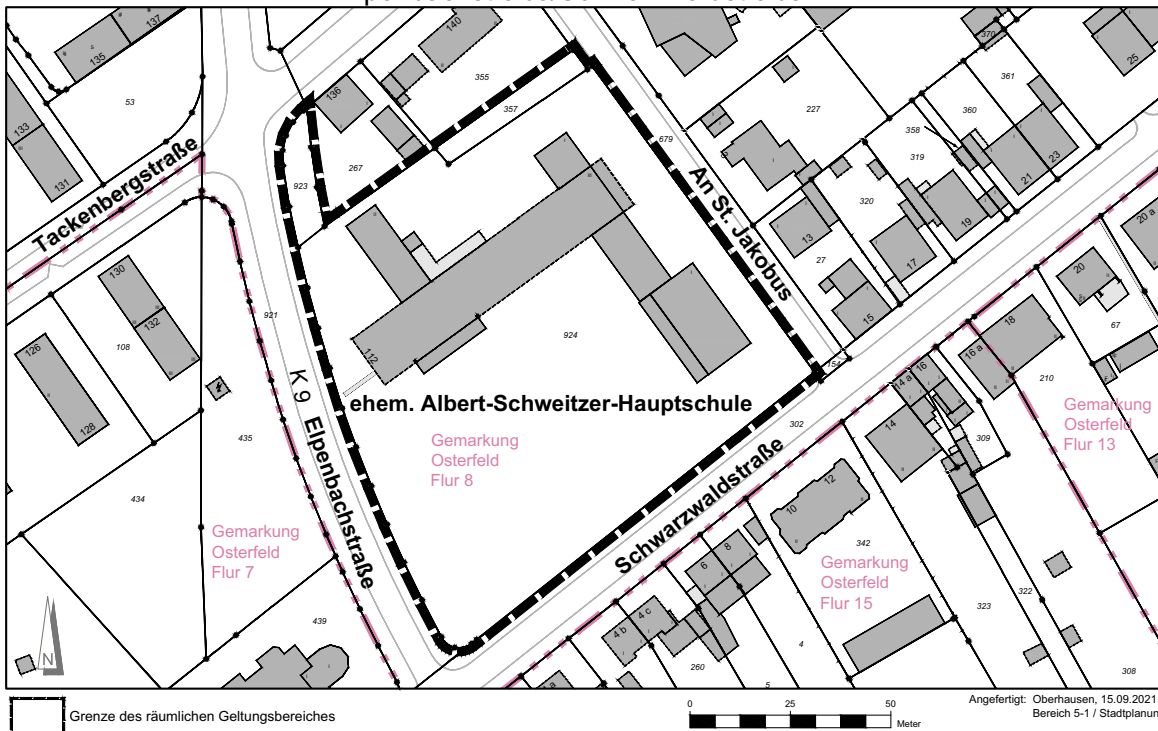 137
135
53
133
131
Tackenbergstraße
130
132
108
126
128
434
435
921
923
267
136
140
355
357
679
An St. Jakobus
227
358
319
360
361
370
25
23
21
19
320
17
13
27
15
154
20 a
20
67
18
16 a
16
14 a
14
309
210
302
924
112
ehem. Albert-Schweitzer-Hauptschule
K 9 Elpenbachstraße
Schwarzwaldstraße
Gemarkung
Osterfeld
Flur 8
Gemarkung
Osterfeld
Flur 7
Gemarkung
Osterfeld
Flur 13
Gemarkung
Osterfeld
Flur 15
12
10
342
8
6
4 c
4 b
260
4
5
323
322
308
439
N
Grenze des räumlichen Geltungsbereiches
0 25 50
Meter
Angefertigt: Oberhausen, 15.09.2021
Bereich 5-1 / Stadtplanun